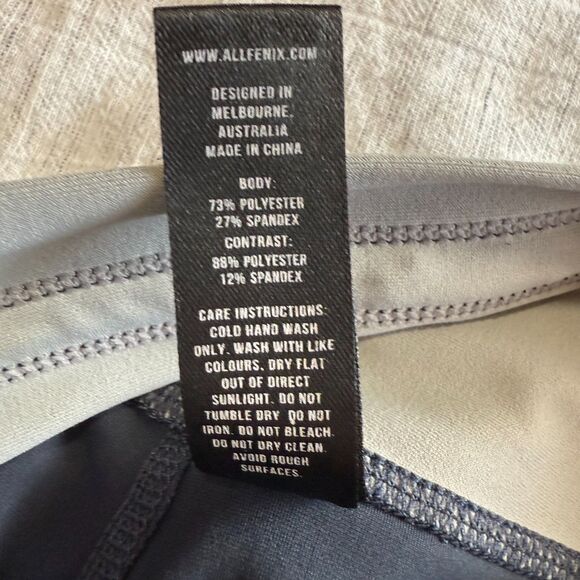 WWW.ALLFENIX.COM
DESIGNED IN
MELBOURNE,
AUSTRALIA
MADE IN CHINA
BODY:
73% POLYESTER
27% SPANDEX
CONTRAST:
88% POLYESTER
12% SPANDEX
CARE INSTRUCTIONS:
COLD HAND WASH
ONLY. WASH WITH LIKE
COLOURS. DRY FLAT
OUT OF DIRECT
SUNLIGHT. DO NOT
TUMBLE DRY. DO NOT
IRON. DO NOT BLEACH.
DO NOT DRY CLEAN.
AVOID ROUGH
SURFACES.